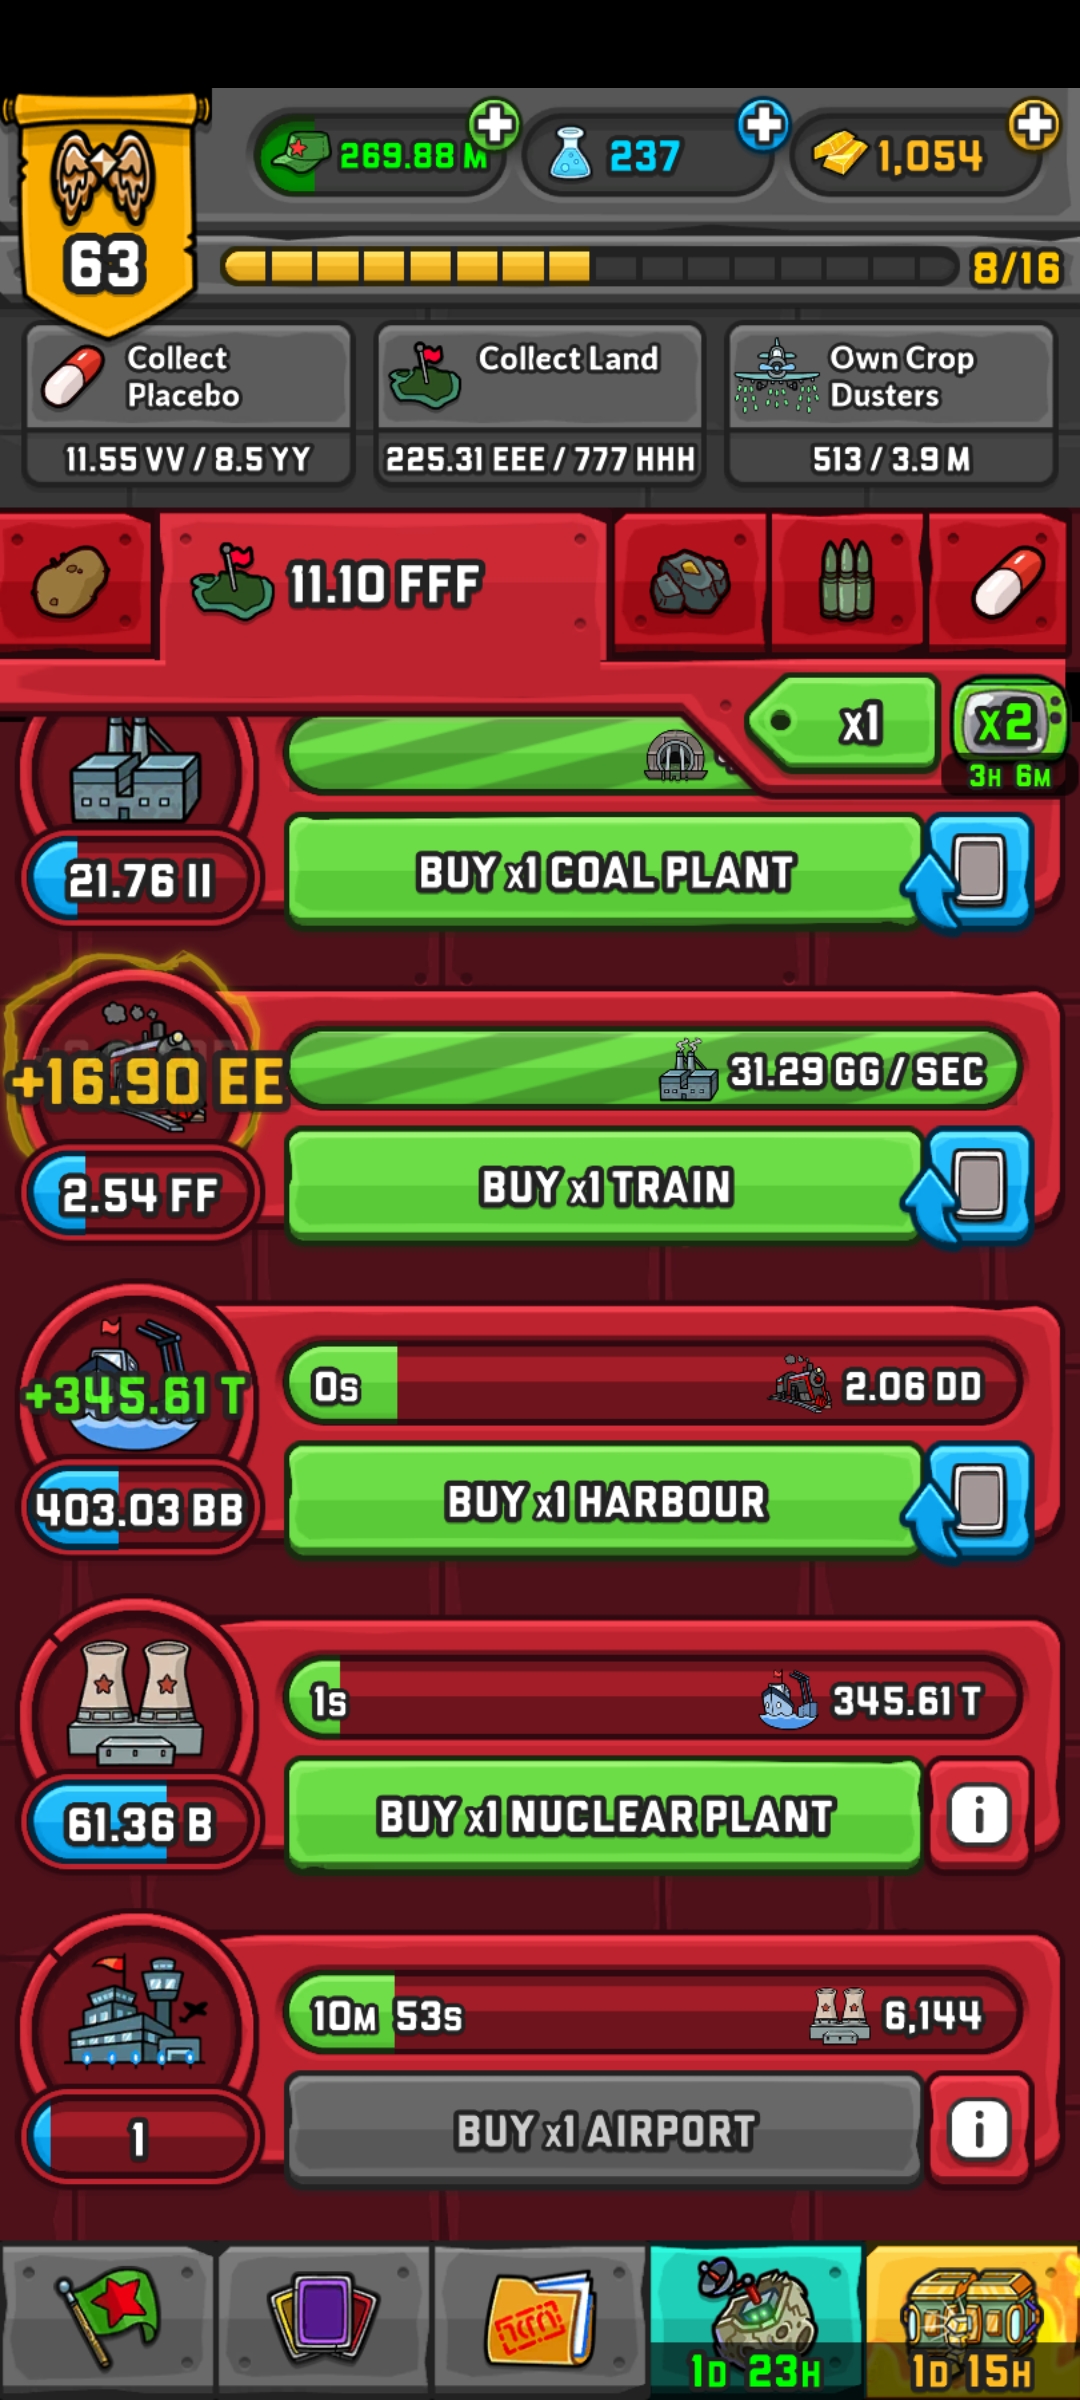 269.88 M
237
1,054
63
8/16
Collect
Placebo
11.55 VV / 8.5 YY
Collect Land
225.31 EEE / 777 HHH
Own Crop
Dusters
513 / 3.9 M
11.10 FFF
x1
x2
3H 6M
21.76 II
BUY x1 COAL PLANT
+16.90 EE
31.29 GG / SEC
2.54 FF
BUY x1 TRAIN
+345.61 T
0s
2.06 DD
403.03 BB
BUY x1 HARBOUR
1s
345.61 T
61.36 B
BUY x1 NUCLEAR PLANT
i
10M 53s
6,144
1
BUY x1 AIRPORT
i
1D 23H
1D 15H